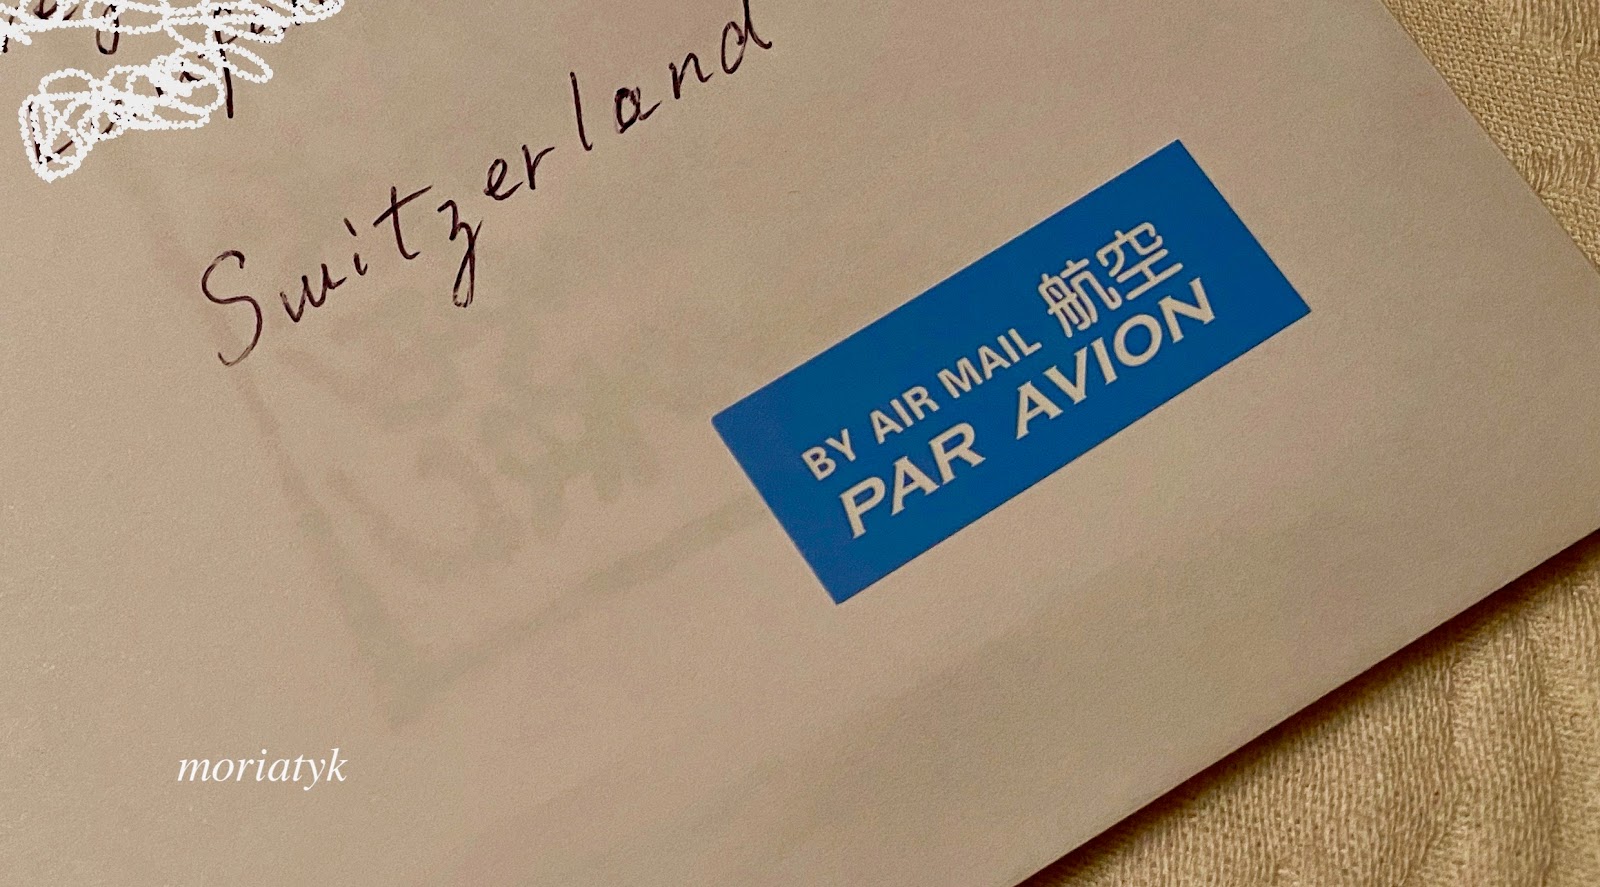 Switzerland
BY AIR MAIL 航空
PAR AVION
moriatyk